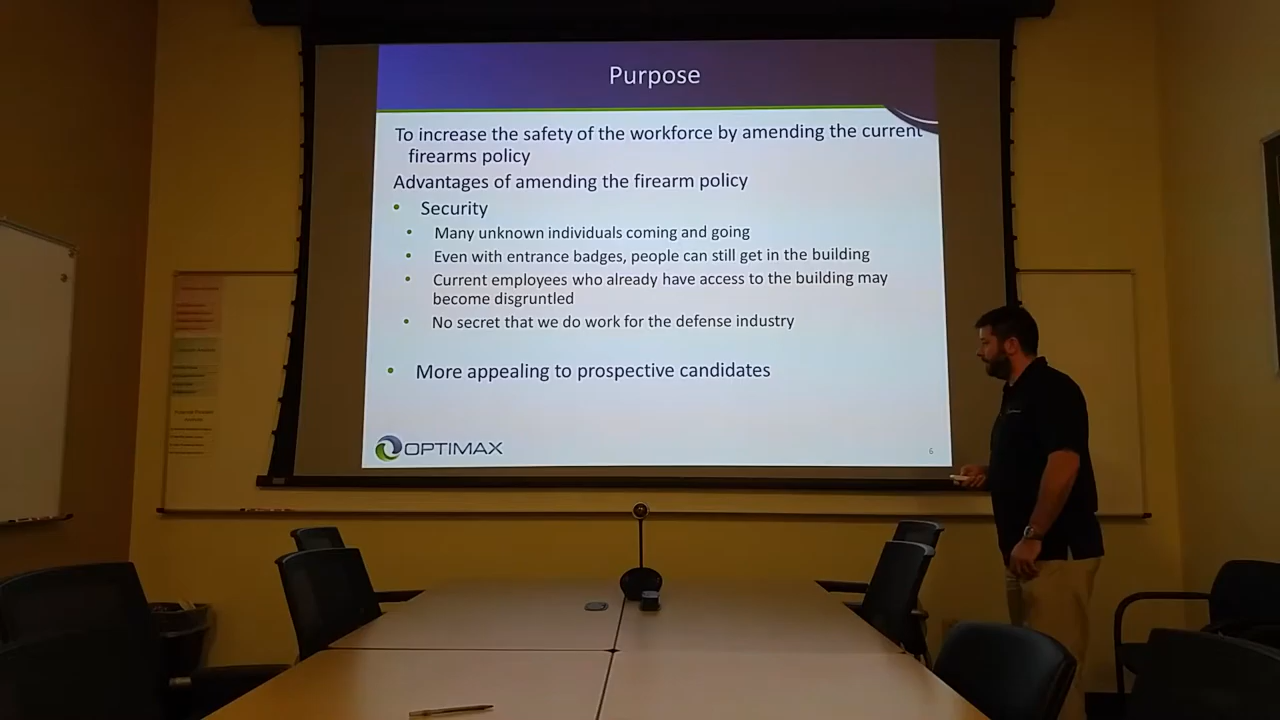 Purpose
To increase the safety of the workforce by amending the current
firearms policy
Advantages of amending the firearm policy
• Security
• Many unknown individuals coming and going
• Even with entrance badges, people can still get in the building
• Current employees who already have access to the building may
become disgruntled
• No secret that we do work for the defense industry
• More appealing to prospective candidates
OPTIMAX
6